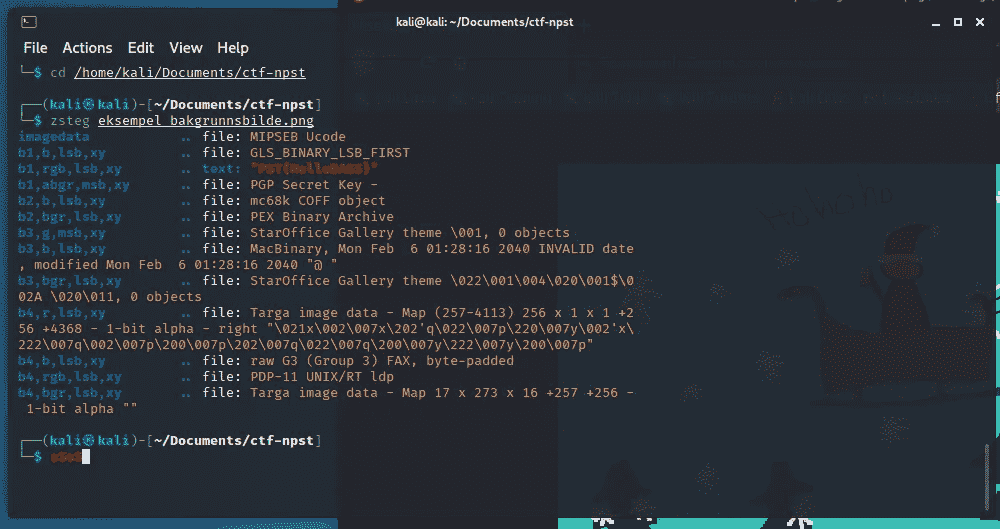 kali@kali: ~/Documents/ctf-npst
File Actions Edit View Help
└─$ cd /home/kali/Documents/ctf-npst
┌──(kali㉿kali)-[~/Documents/ctf-npst]
└─$ zsteg eksempel_bakgrunnsbilde.png
imagedata .. file: MIPSEB Ucode
b1,b,lsb,xy .. file: GLS_BINARY_LSB_FIRST
b1,rgb,lsb,xy .. text:
b1,abgr,msb,xy .. file: PGP Secret Key -
b2,b,lsb,xy .. file: mc68k COFF object
b2,bgr,lsb,xy .. file: PEX Binary Archive
b3,g,msb,xy .. file: StarOffice Gallery theme \001, 0 objects
b3,b,lsb,xy .. file: MacBinary, Mon Feb  6 01:28:16 2040 INVALID date
, modified Mon Feb  6 01:28:16 2040 "@ "
b3,bgr,lsb,xy .. file: StarOffice Gallery theme \022\001\004\020\001$\0
02A \020\011, 0 objects
b4,r,lsb,xy .. file: Targa image data - Map (257-4113) 256 x 1 x 1 +2
56 +4368 - 1-bit alpha - right "\021x\002\007x\202'q\022\007p\220\007y\002'x\
222\007q\002\007p\200\007p\202\007q\022\007q\200\007y\222\007y\200\007p"
b4,b,lsb,xy .. file: raw G3 (Group 3) FAX, byte-padded
b4,rgb,lsb,xy .. file: PDP-11 UNIX/RT ldp
b4,bgr,lsb,xy .. file: Targa image data - Map 17 x 273 x 16 +257 +256 -
 1-bit alpha ""
┌──(kali㉿kali)-[~/Documents/ctf-npst]
└─$